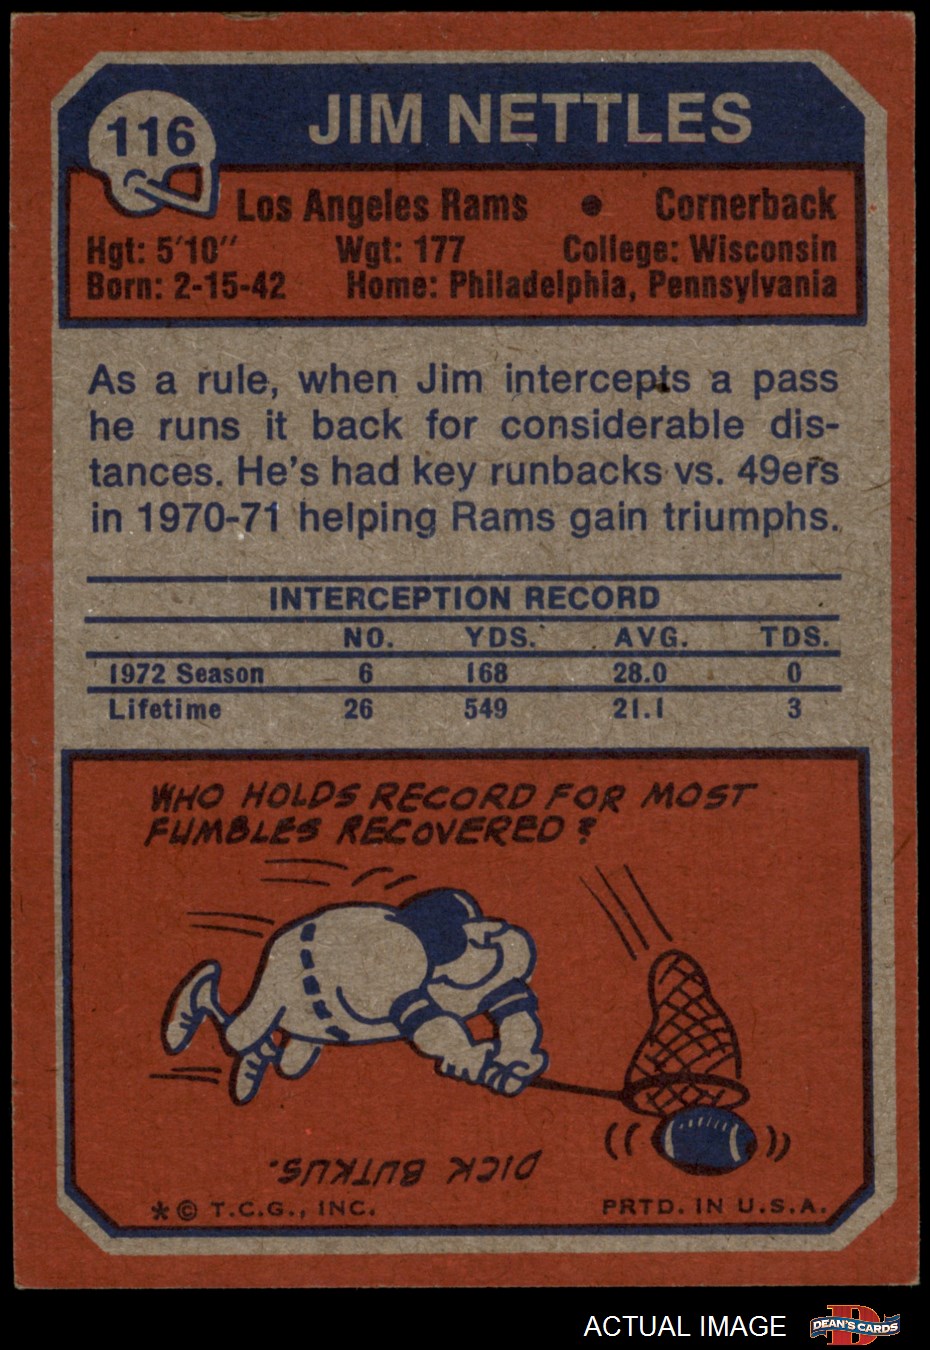 116
JIM NETTLES
Los Angeles Rams • Cornerback
Hgt: 5'10" Wgt: 177 College: Wisconsin
Born: 2-15-42 Home: Philadelphia, Pennsylvania
As a rule, when Jim intercepts a pass
he runs it back for considerable dis-
tances. He's had key runbacks vs. 49ers
in 1970-71 helping Rams gain triumphs.
INTERCEPTION RECORD
NO. YDS. AVG. TDS.
1972 Season 6 168 28.0 0
Lifetime 26 549 21.1 3
WHO HOLDS RECORD FOR MOST
FUMBLES RECOVERED?
DICK BUTKUS.
* © T.C.G., INC. PRTD. IN U.S.A.
ACTUAL IMAGE
D
DEAN'S CARDS